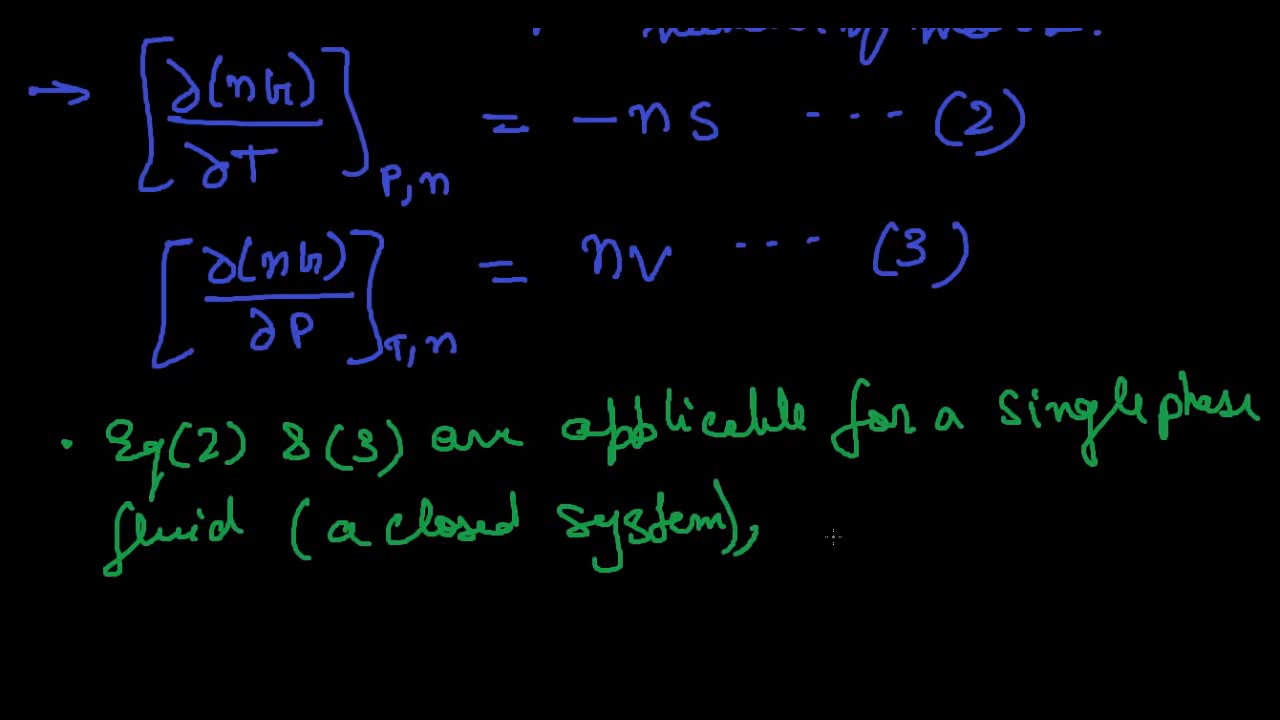 → [∂(nG)/∂T]P,n = -nS ---- (2)
[∂(nG)/∂P]T,n = nV --- (3)
. Eq(2) & (3) are applicable for a single phase
fluid (a closed system),